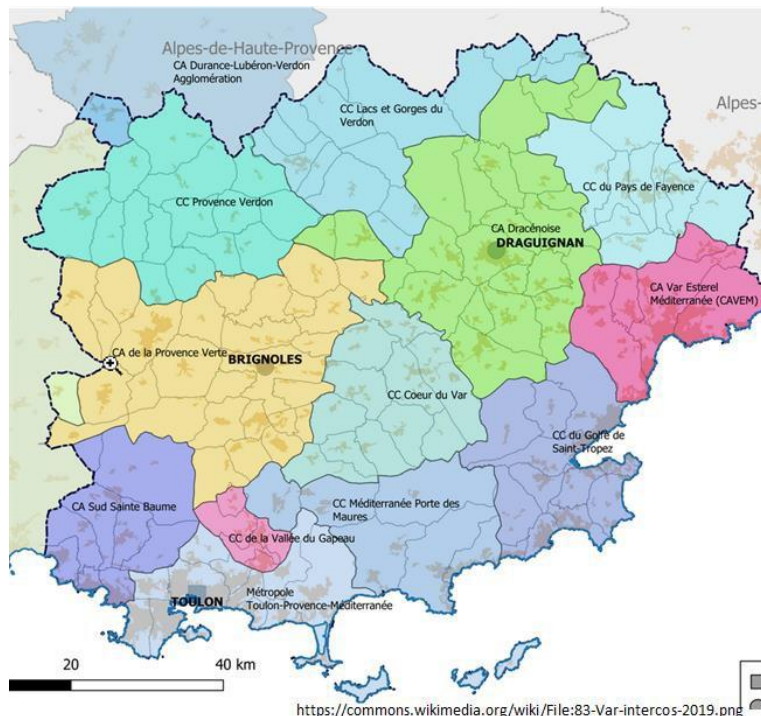 Alpes-de-Haute-Provence
CA Durance-Lubéron-Verdon
Agglomération
Alpes-
CC Lacs et Gorges du
Verdon
CC du Pays de Fayence
CC Provence Verdon
CA Dracénoise
DRAGUIGNAN
CA Var Esterel
Méditerranée (CAVEM)
CA de la Provence Verte
BRIGNOLES
CC Coeur du Var
CC du Golfe de
Saint-Tropez
CA Sud Sainte Baume
CC Méditerranée Porte des
Maures
CC de la Vallée du Gapeau
TOULON
Métropole
Toulon-Provence-Méditerranée
20
40 km
https://commons.wikimedia.org/wiki/File:83-Var-intercos-2019.png